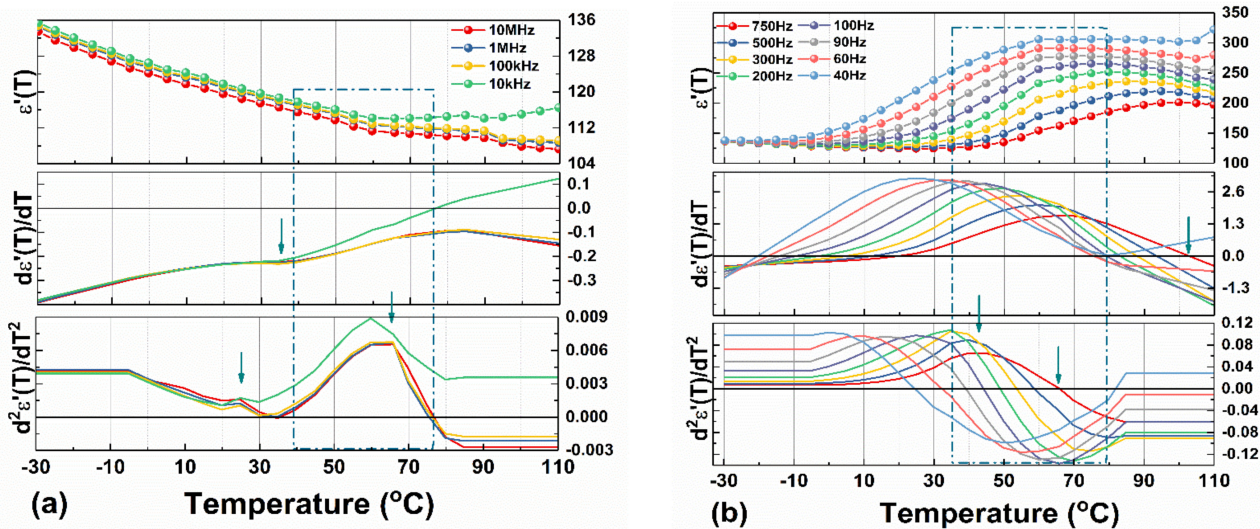 136
128
120
112
104
ε'(T)
10MHz
1MHz
100kHz
10kHz
0.1
0.0
-0.1
-0.2
-0.3
dε'(T)/dT
0.009
0.006
0.003
0.000
-0.003
d²ε'(T)/dT²
-30 -10 10 30 50 70 90 110
(a) Temperature (°C)
350
300
250
200
150
100
ε'(T)
750Hz 100Hz
500Hz 90Hz
300Hz 60Hz
200Hz 40Hz
2.6
1.3
0.0
-1.3
dε'(T)/dT
0.12
0.08
0.04
0.00
-0.04
-0.08
-0.12
d²ε'(T)/dT²
-30 -10 10 30 50 70 90 110
(b) Temperature (°C)